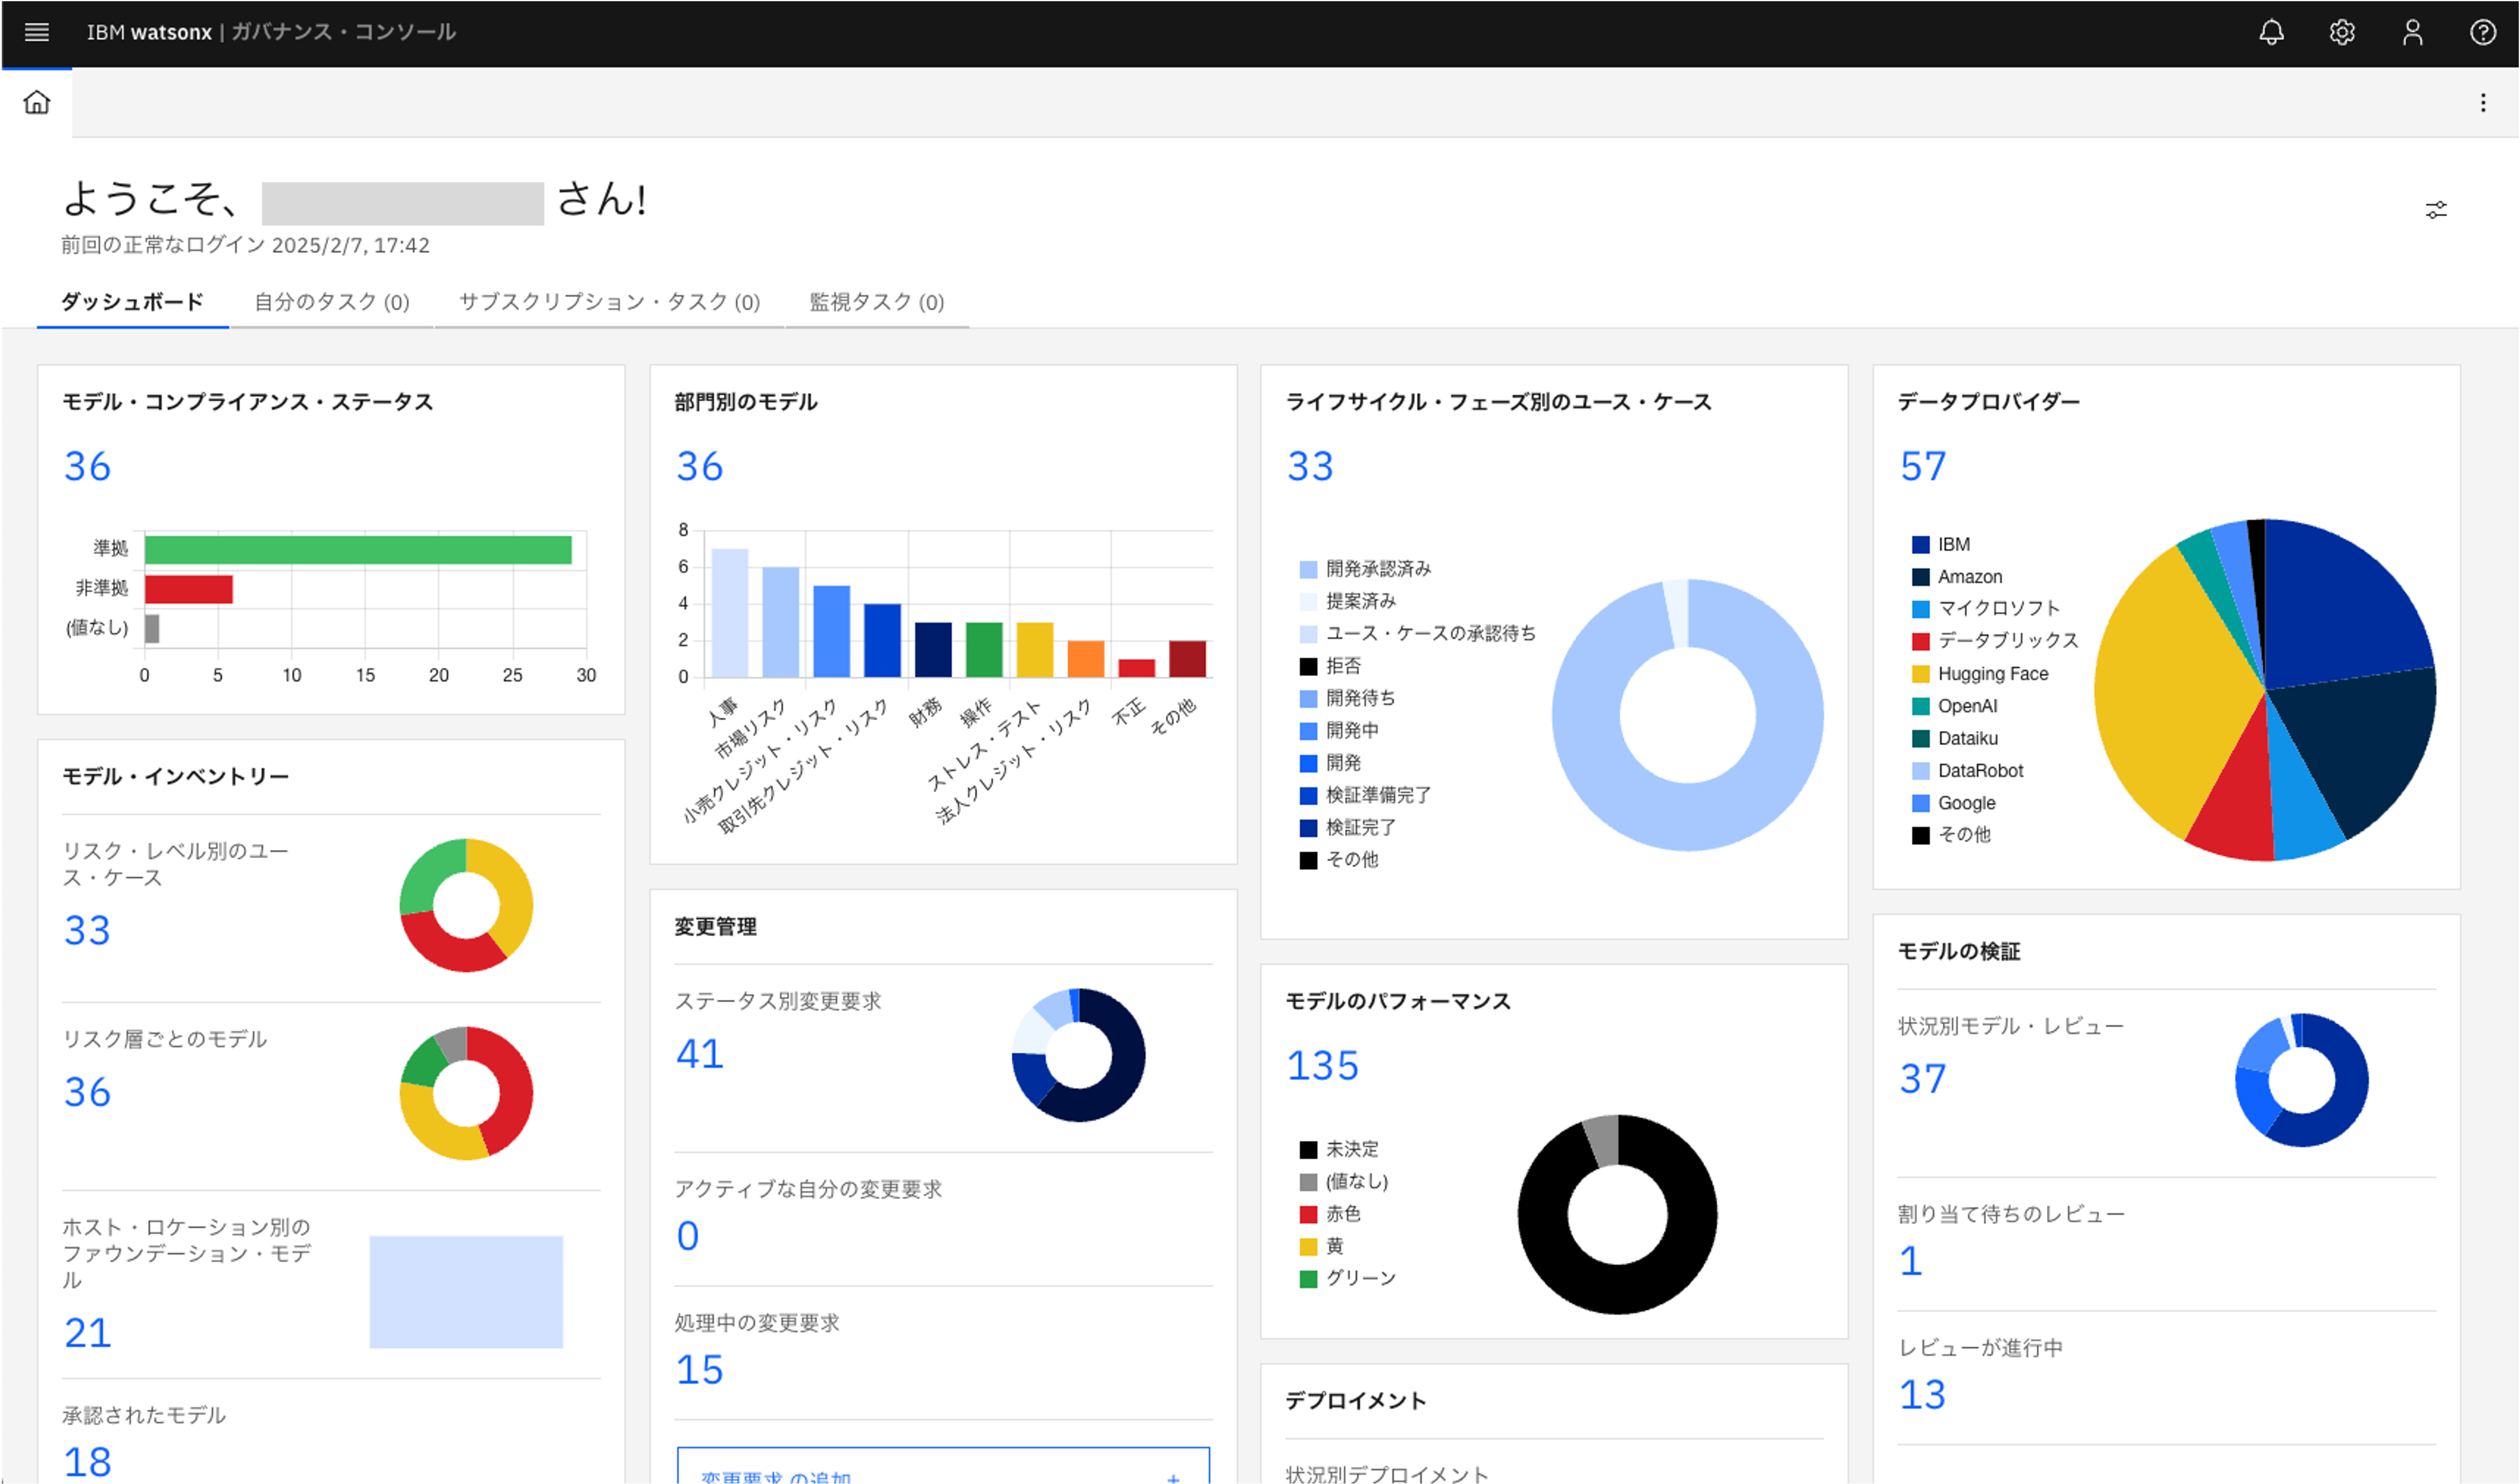 IBM watsonx | ガバナンス・コンソール
ようこそ、 さん!
前回の正常なログイン 2025/2/7, 17:42
ダッシュボード
自分のタスク (0)
サブスクリプション・タスク (0)
監視タスク (0)
モデル・コンプライアンス・ステータス
36
準拠
非準拠
(値なし)
0 5 10 15 20 25 30
モデル・インベントリー
リスク・レベル別のユー
ス・ケース
33
リスク層ごとのモデル
36
ホスト・ロケーション別の
ファウンデーション・モデ
ル
21
承認されたモデル
18
部門別のモデル
36
8
6
4
2
0
人事
市場リスク
小売クレジット・リスク
取引先クレジット・リスク
財務
操作
ストレス・テスト
法人クレジット・リスク
不正
その他
変更管理
ステータス別変更要求
41
アクティブな自分の変更要求
0
処理中の変更要求
15
変更要求 の追加 +
ライフサイクル・フェーズ別のユース・ケース
33
開発承認済み
提案済み
ユース・ケースの承認待ち
拒否
開発待ち
開発中
開発
検証準備完了
検証完了
その他
モデルのパフォーマンス
135
未決定
(値なし)
赤色
黄
グリーン
デプロイメント
状況別デプロイメント
データプロバイダー
57
IBM
Amazon
マイクロソフト
データブリックス
Hugging Face
OpenAI
Dataiku
DataRobot
Google
その他
モデルの検証
状況別モデル・レビュー
37
割り当て待ちのレビュー
1
レビューが進行中
13